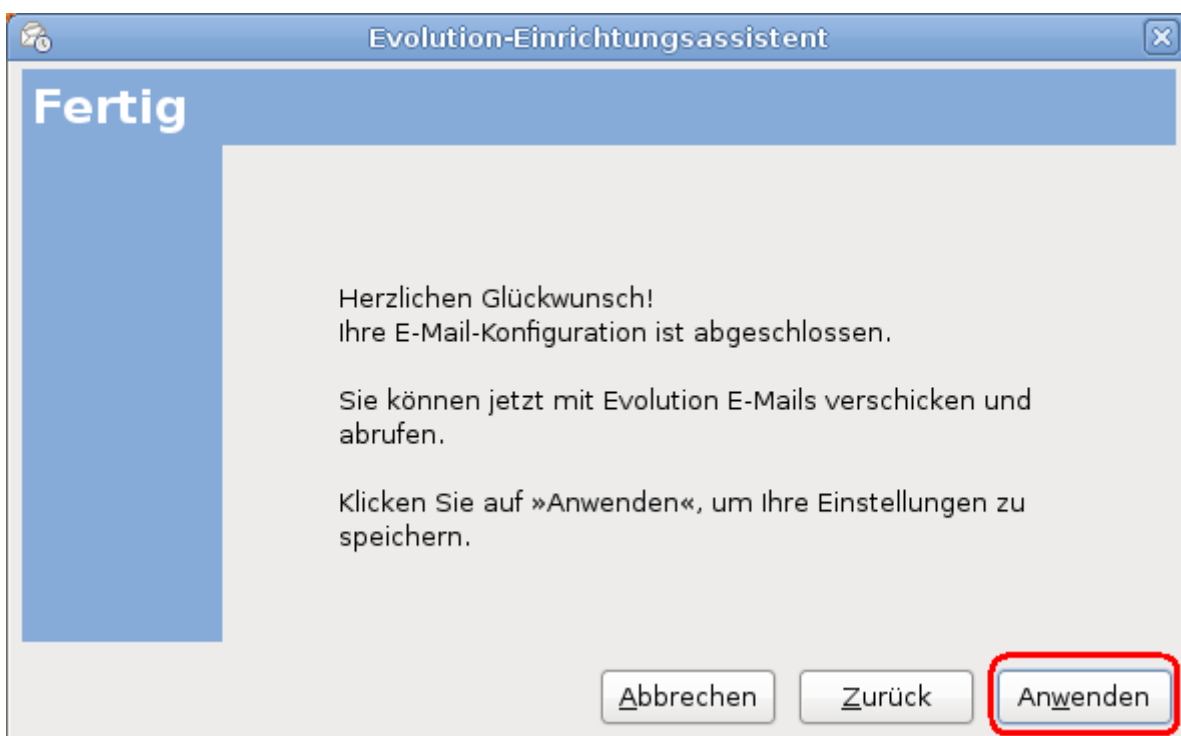 Evolution-Einrichtungsassistent
Fertig
Herzlichen Glückwunsch!
Ihre E-Mail-Konfiguration ist abgeschlossen.
Sie können jetzt mit Evolution E-Mails verschicken und
abrufen.
Klicken Sie auf »Anwenden«, um Ihre Einstellungen zu
speichern.
Abbrechen
Zurück
Anwenden